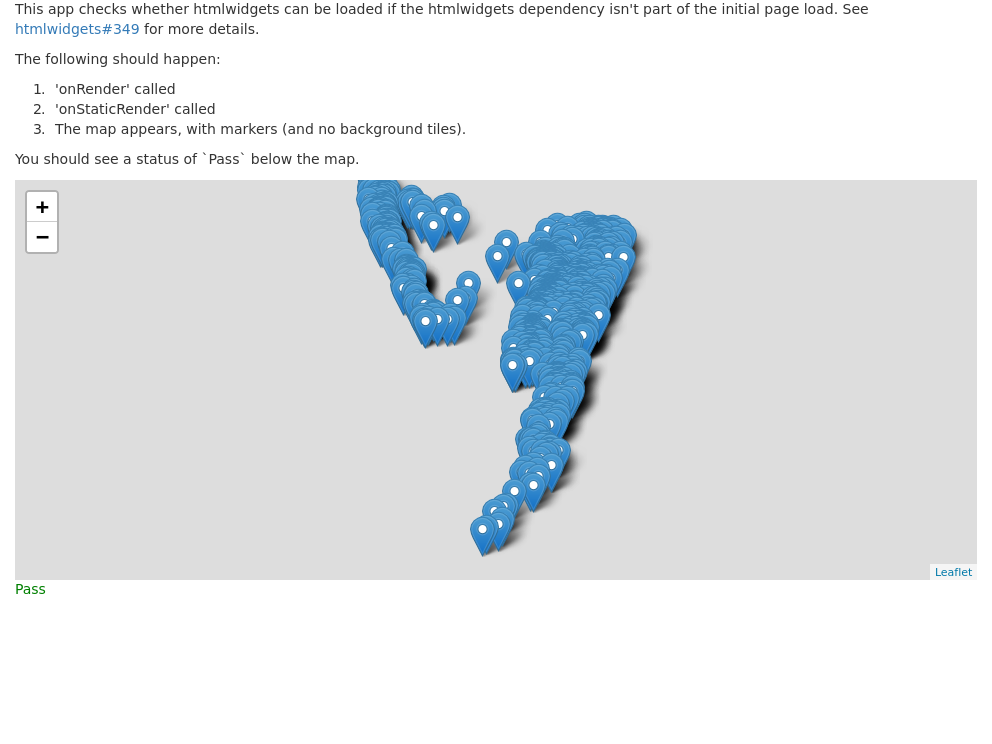 This app checks whether htmlwidgets can be loaded if the htmlwidgets dependency isn't part of the initial page load. See
htmlwidgets#349 for more details.
The following should happen:
1. 'onRender' called
2. 'onStaticRender' called
3. The map appears, with markers (and no background tiles).
You should see a status of `Pass` below the map.
+
−
Leaflet
Pass